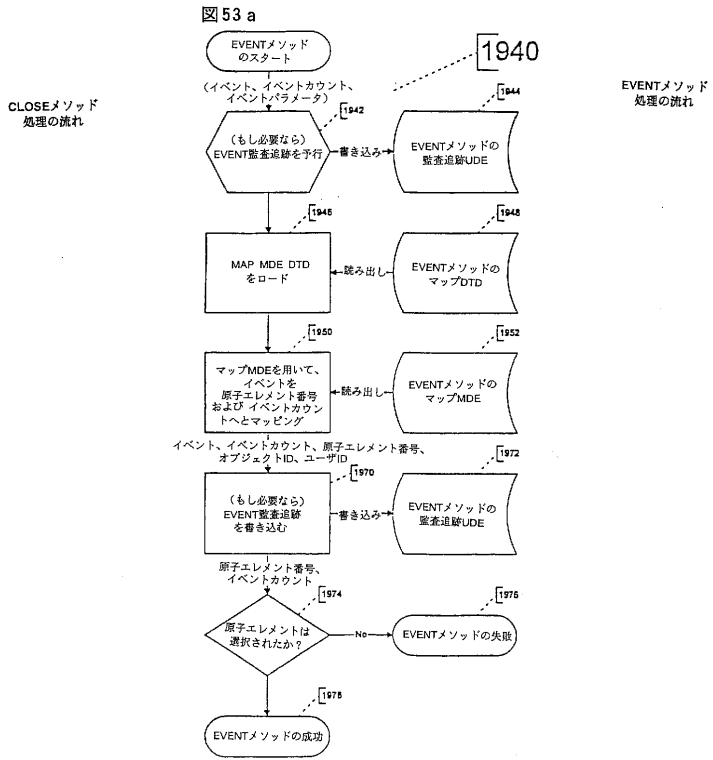 図53a
EVENTメソッド
のスタート
1940
(イベント、イベントカウント、
イベントパラメータ)
CLOSEメソッド
処理の流れ
EVENTメソッド
処理の流れ
1942
(もし必要なら)
EVENT監査追跡を予行
書き込み
1944
EVENTメソッドの
監査追跡UDE
1946
MAP MDE DTD
をロード
読み出し
1948
EVENTメソッドの
マップDTD
1950
マップMDEを用いて、
イベントを
原子エレメント番号
および イベントカウン
トへとマッピング
読み出し
1952
EVENTメソッドの
マップMDE
イベント、イベントカウント、原子エレメント番号、
オブジェクトID、ユーザID
1970
(もし必要なら)
EVENT監査追跡
を書き込む
書き込み
1972
EVENTメソッドの
監査追跡UDE
原子エレメント番号、
イベントカウント
1974
原子エレメントは
選択されたか?
No
1976
EVENTメソッドの失敗
1978
EVENTメソッドの成功